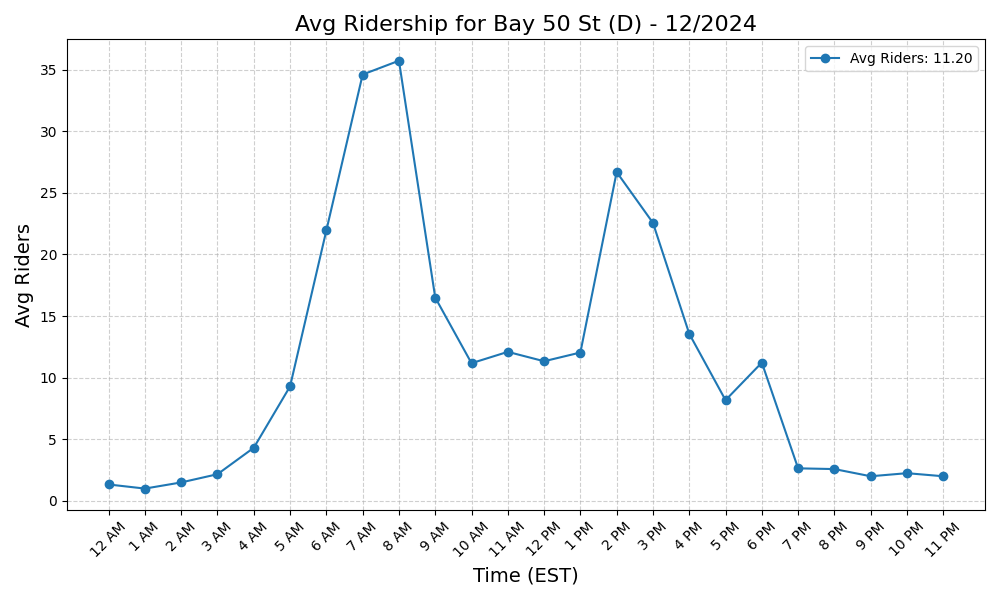 Avg Ridership for Bay 50 St (D) - 12/2024
Avg Riders: 11.20
Avg Riders
35
30
25
20
15
10
5
0
12 AM
1 AM
2 AM
3 AM
4 AM
5 AM
6 AM
7 AM
8 AM
9 AM
10 AM
11 AM
12 PM
1 PM
2 PM
3 PM
4 PM
5 PM
6 PM
7 PM
8 PM
9 PM
10 PM
11 PM
Time (EST)